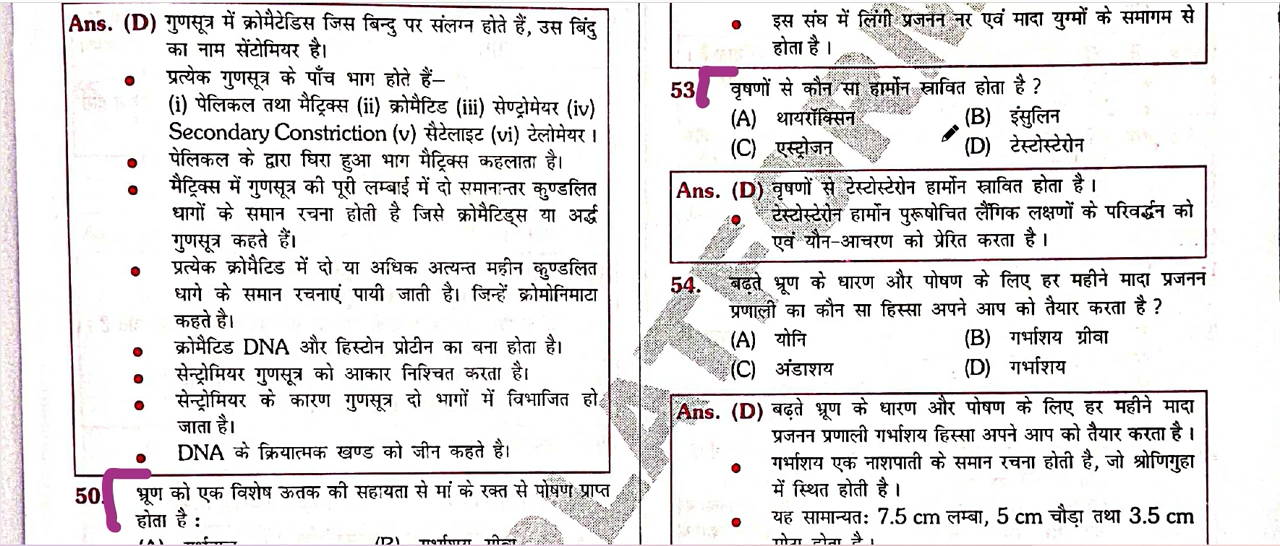 Ans. (D) गुणसूत्र में क्रोमैटेडिस जिस बिन्दु पर संलग्न होते हैं, उस बिंदु
का नाम सेंटोमियर है।
प्रत्येक गुणसूत्र के पाँच भाग होते हैं–
(i) पेलिकल तथा मैट्रिक्स (ii) क्रोमैटिड (iii) सेण्ट्रोमेयर (iv)
Secondary Constriction (v) सैटेलाइट (vi) टेलोमेयर ।
पेलिकल के द्वारा घिरा हुआ भाग मैट्रिक्स कहलाता है।
मैट्रिक्स में गुणसूत्र की पूरी लम्बाई में दो समानान्तर कुण्डलित
धागों के समान रचना होती है जिसे क्रोमैटिड्स या अर्द्ध
गुणसूत्र कहते हैं।
प्रत्येक क्रोमैटिड में दो या अधिक अत्यन्त महीन कुण्डलित
धागे के समान रचनाएं पायी जाती है। जिन्हें क्रोमोनिमाटा
कहते है।
क्रोमैटिड DNA और हिस्टोन प्रोटीन का बना होता है।
सेन्ट्रोमियर गुणसूत्र को आकार निश्चित करता है।
सेन्ट्रोमियर के कारण गुणसूत्र दो भागों में विभाजित हो
जाता है।
DNA के क्रियात्मक खण्ड को जीन कहते है।
50. भ्रूण को एक विशेष ऊतक की सहायता से मां के रक्त से पोषण प्राप्त
होता है :
इस संघ में लिंगी प्रजनन नर एवं मादा युग्मों के समागम से
होता है ।
53 वृषणों से कौन सा हार्मोन स्रावित होता है ?
(A) थायरॉक्सिन (B) इंसुलिन
(C) एस्ट्रोजन (D) टेस्टोस्टेरोन
Ans. (D) वृषणों से टेस्टोस्टेरोन हार्मोन स्रावित होता है ।
टेस्टोस्टेरोन हार्मोन पुरूषोचित लैंगिक लक्षणों के परिवर्द्धन को
एवं यौन-आचरण को प्रेरित करता है ।
54. बढ़ते भ्रूण के धारण और पोषण के लिए हर महीने मादा प्रजनन
प्रणाली का कौन सा हिस्सा अपने आप को तैयार करता है ?
(A) योनि (B) गर्भाशय ग्रीवा
(C) अंडाशय (D) गर्भाशय
Ans. (D) बढ़ते भ्रूण के धारण और पोषण के लिए हर महीने मादा
प्रजनन प्रणाली गर्भाशय हिस्सा अपने आप को तैयार करता है ।
गर्भाशय एक नाशपाती के समान रचना होती है, जो श्रोणिगुहा
में स्थित होती है ।
यह सामान्यत: 7.5 cm लम्बा, 5 cm चौड़ा तथा 3.5 cm